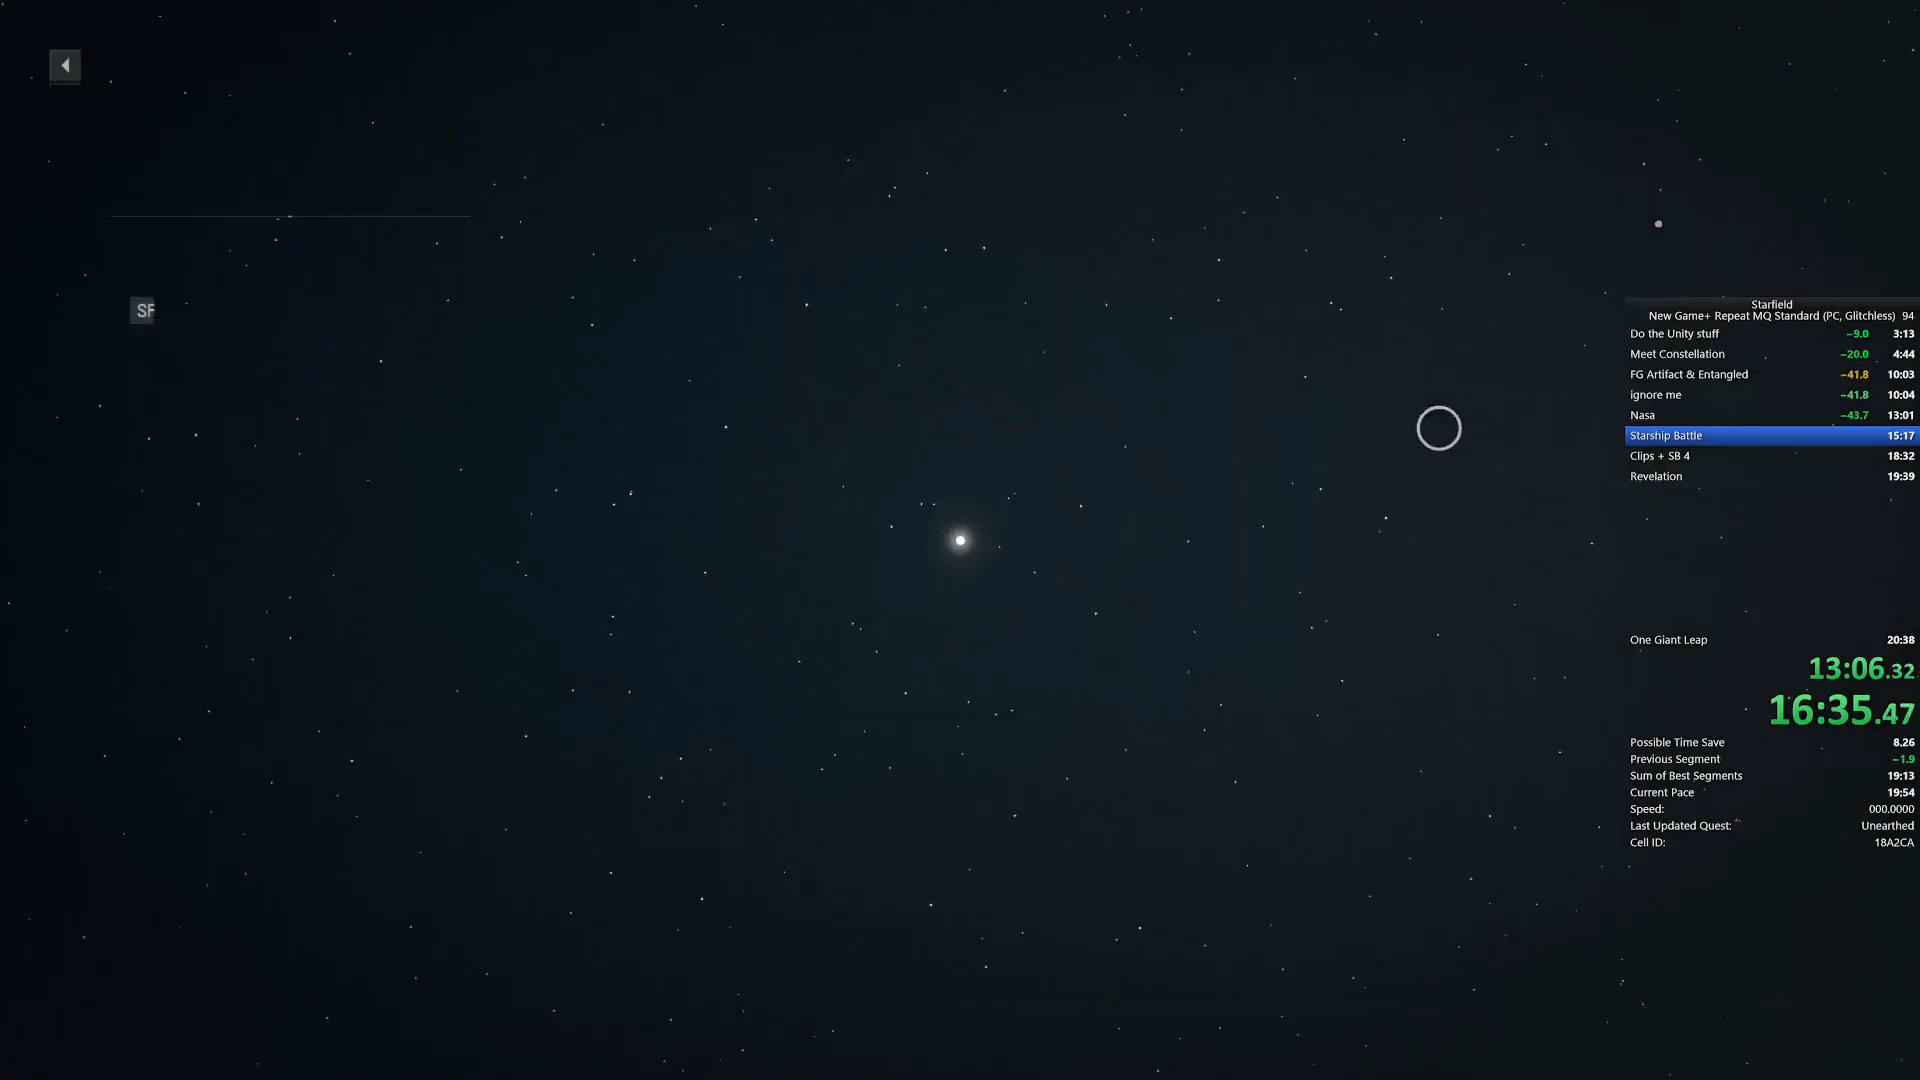 SF
Starfield
New Game+ Repeat MQ Standard (PC, Glitchless) 94
Do the Unity stuff −9.0 3:13
Meet Constellation −20.0 4:44
FG Artifact & Entangled −41.8 10:03
ignore me −41.8 10:04
Nasa −43.7 13:01
Starship Battle 15:17
Clips + SB 4 18:32
Revelation 19:39
One Giant Leap 20:38
13:06.32
16:35.47
Possible Time Save 8.26
Previous Segment −1.9
Sum of Best Segments 19:13
Current Pace 19:54
Speed: 000.0000
Last Updated Quest: Unearthed
Cell ID: 18A2CA